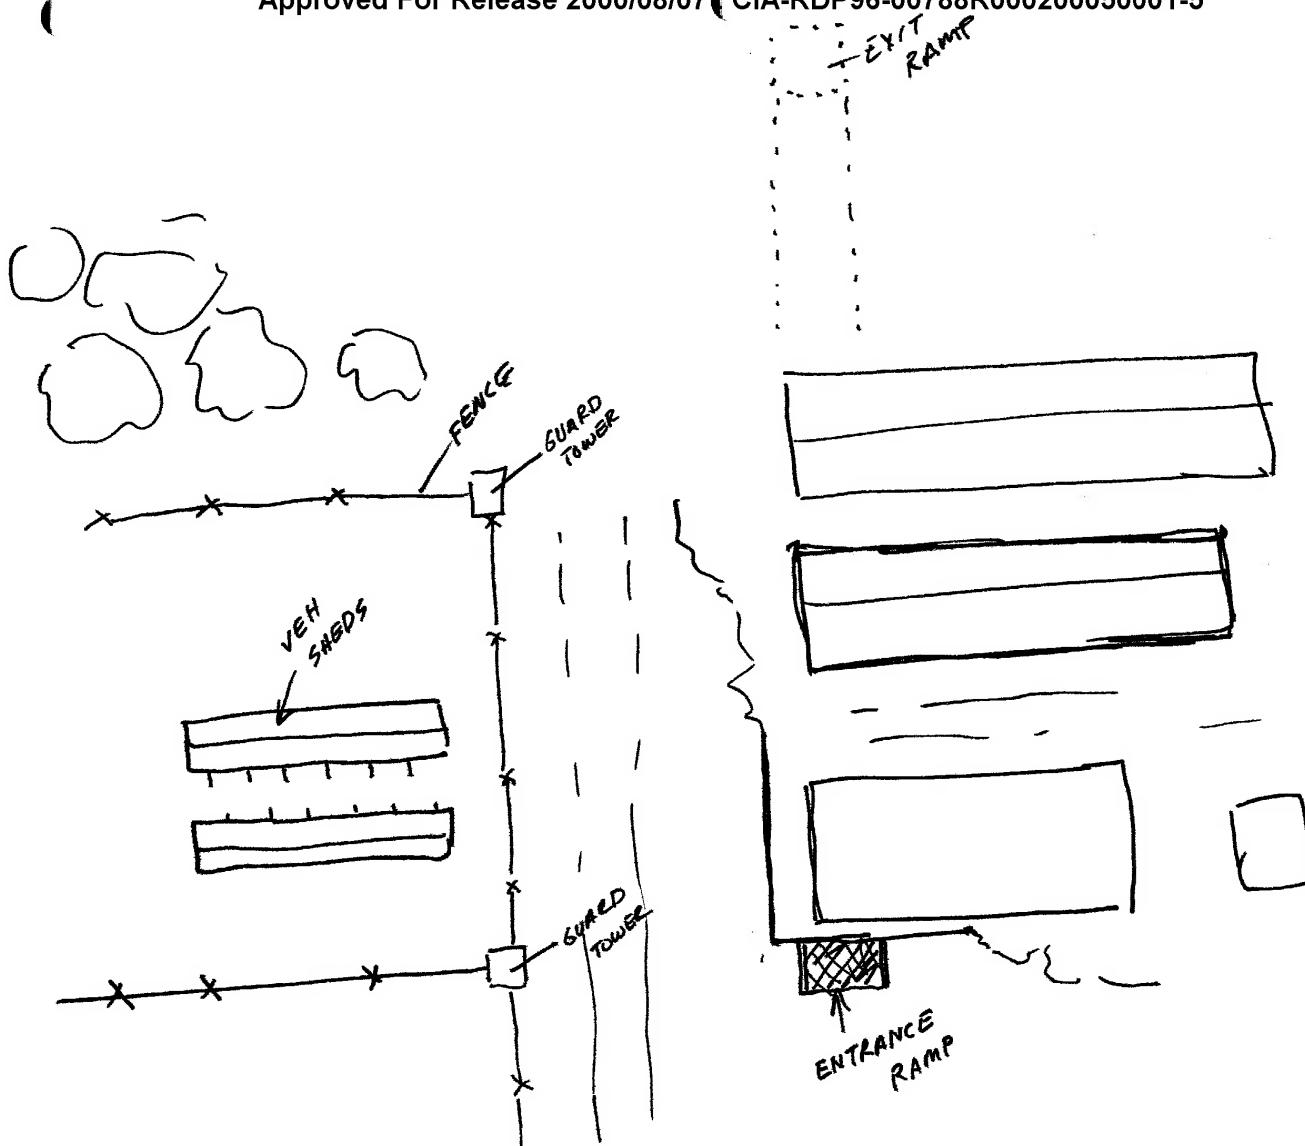 Approved For Release 2000/08/07 CIA-RDP96-00788R000200050001-5
EXIT
RAMP
FENCE
GUARD
TOWER
VEH
SHEDS
GUARD
TOWER
ENTRANCE
RAMP